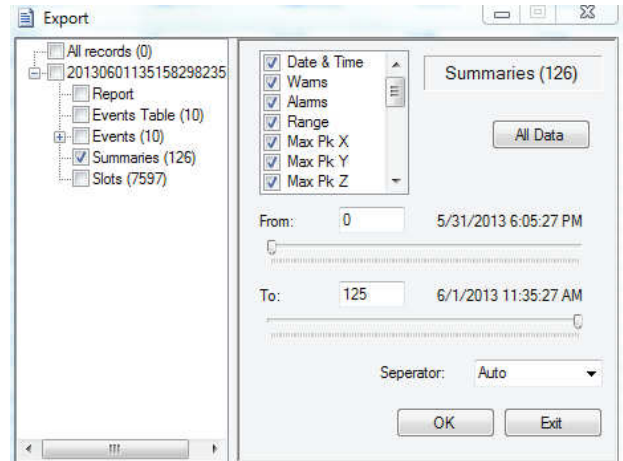 Export
All records (0)
20130601135158298235
Report
Events Table (10)
Events (10)
Summaries (126)
Slots (7597)
Date & Time
Warns
Alarms
Range
Max Pk X
Max Pk Y
Max Pk Z
Summaries (126)
All Data
From: 0 5/31/2013 6:05:27 PM
To: 125 6/1/2013 11:35:27 AM
Seperator: Auto
OK Exit